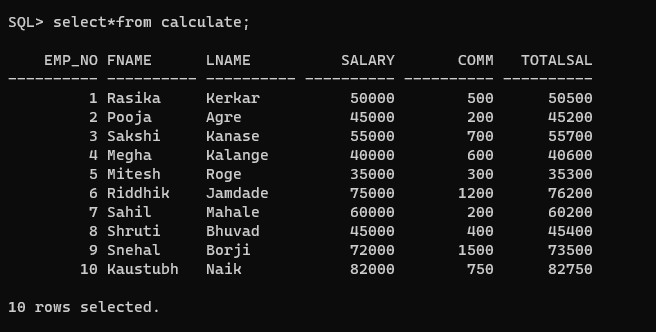 SQL> select*from calculate;
EMP_NO FNAME LNAME SALARY COMM TOTALSAL
---------- ---------- ---------- ---------- ---------- ----------
1 Rasika Kerkar 50000 500 50500
2 Pooja Agre 45000 200 45200
3 Sakshi Kanase 55000 700 55700
4 Megha Kalange 40000 600 40600
5 Mitesh Roge 35000 300 35300
6 Riddhik Jamdade 75000 1200 76200
7 Sahil Mahale 60000 200 60200
8 Shruti Bhuvad 45000 400 45400
9 Snehal Borji 72000 1500 73500
10 Kaustubh Naik 82000 750 82750
10 rows selected.